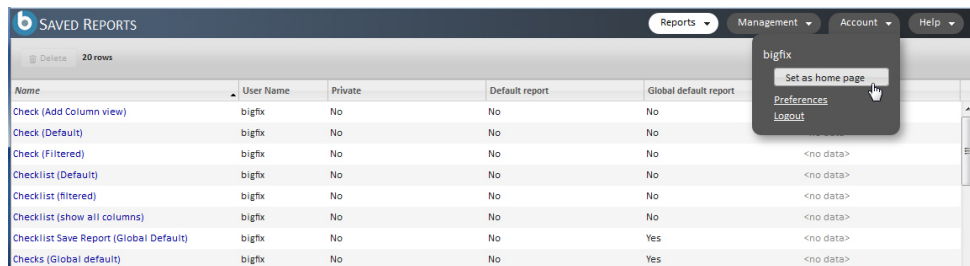 b SAVED REPORTS Reports Management Account Help
Delete 20 rows
bigfix
Set as home page
Preferences
Logout
Name User Name Private Default report Global default report
Check (Add Column view) bigfix No No No
Check (Default) bigfix No No No
Check (Filtered) bigfix No No No <no data>
Checklist (Default) bigfix No No No <no data>
Checklist (filtered) bigfix No No No <no data>
Checklist (show all columns) bigfix No No No <no data>
Checklist Save Report (Global Default) bigfix No No Yes <no data>
Checks (Global default) bigfix No No Yes <no data>